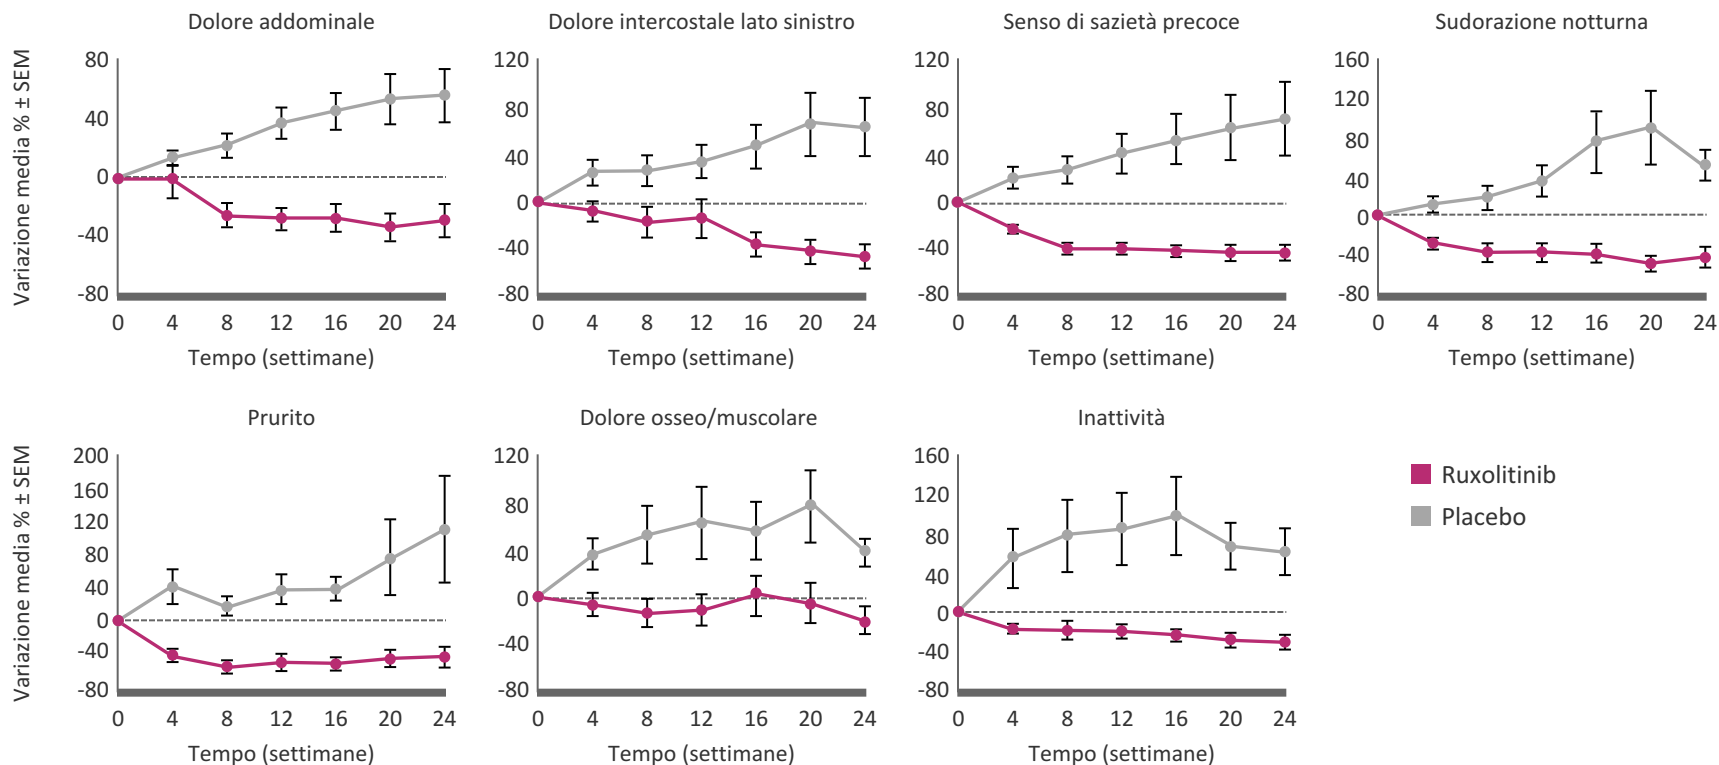 Dolore addominale
Variazione media % ± SEM
80
40
0
-40
-80
0 4 8 12 16 20 24
Tempo (settimane)
Dolore intercostale lato sinistro
120
80
40
0
-40
-80
0 4 8 12 16 20 24
Tempo (settimane)
Senso di sazietà precoce
120
80
40
0
-40
-80
0 4 8 12 16 20 24
Tempo (settimane)
Sudorazione notturna
160
120
80
40
0
-40
-80
0 4 8 12 16 20 24
Tempo (settimane)
Prurito
Variazione media % ± SEM
200
160
120
80
40
0
-40
-80
0 4 8 12 16 20 24
Tempo (settimane)
Dolore osseo/muscolare
120
80
40
0
-40
-80
0 4 8 12 16 20 24
Tempo (settimane)
Inattività
160
120
80
40
0
-40
-80
0 4 8 12 16 20 24
Tempo (settimane)
Ruxolitinib
Placebo